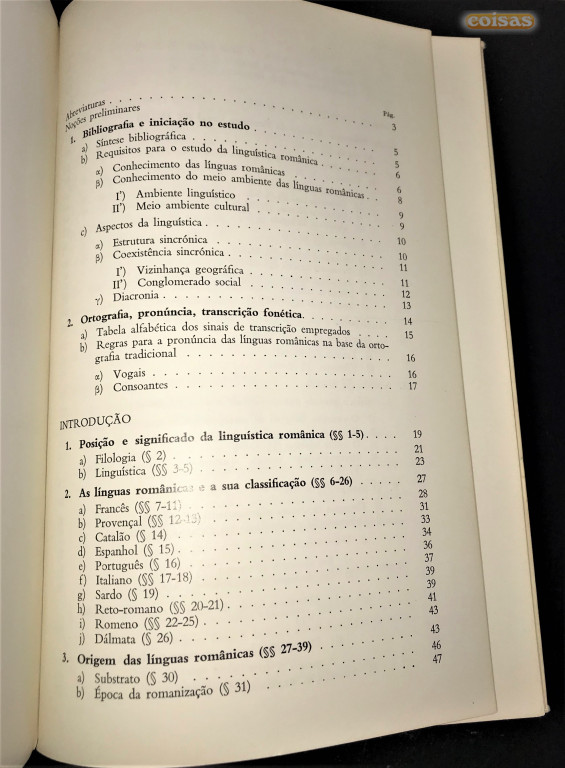 coisas
Pág.
Abreviaturas . . . . . . . . . . 3
Noções preliminares
1. Bibliografia e iniciação no estudo . . . . . . . . . . 5
a) Síntese bibliográfica . . . . . . . . . . 5
b) Requisitos para o estudo da linguística românica . . . . . . 6
α) Conhecimento das línguas românicas . . . . . . . . 6
β) Conhecimento do meio ambiente das línguas românicas . . 8
I') Ambiente linguístico . . . . . . . . . . 9
II') Meio ambiente cultural . . . . . . . . . . 9
c) Aspectos da linguística . . . . . . . . . . 10
α) Estrutura sincrónica . . . . . . . . . . 10
β) Coexistência sincrónica . . . . . . . . . . 11
I') Vizinhança geográfica . . . . . . . . . . 11
II') Conglomerado social . . . . . . . . . . 12
γ) Diacronia . . . . . . . . . . 13
2. Ortografia, pronúncia, transcrição fonética . . . . . . . . 14
a) Tabela alfabética dos sinais de transcrição empregados . . . . 15
b) Regras para a pronúncia das línguas românicas na base da orto-
grafia tradicional . . . . . . . . . . 16
α) Vogais . . . . . . . . . . 16
β) Consoantes . . . . . . . . . . 17
INTRODUÇÃO
1. Posição e significado da linguística românica (§§ 1-5) . . . . 19
a) Filologia (§ 2) . . . . . . . . . . 21
b) Linguística (§§ 3-5) . . . . . . . . . . 23
2. As línguas românicas e a sua classificação (§§ 6-26) . . . . . 27
a) Francês (§§ 7-11) . . . . . . . . . . 28
b) Provençal (§§ 12-13) . . . . . . . . . . 31
c) Catalão (§ 14) . . . . . . . . . . 33
d) Espanhol (§ 15) . . . . . . . . . . 34
e) Português (§ 16) . . . . . . . . . . 36
f) Italiano (§§ 17-18) . . . . . . . . . . 37
g) Sardo (§ 19) . . . . . . . . . . 39
h) Reto-romano (§§ 20-21) . . . . . . . . . . 39
i) Romeno (§§ 22-25) . . . . . . . . . . 41
j) Dálmata (§ 26) . . . . . . . . . . 43
3. Origem das línguas românicas (§§ 27-39) . . . . . . . . 43
a) Substrato (§ 30) . . . . . . . . . . 46
b) Época da romanização (§ 31) . . . . . . . . . . 47